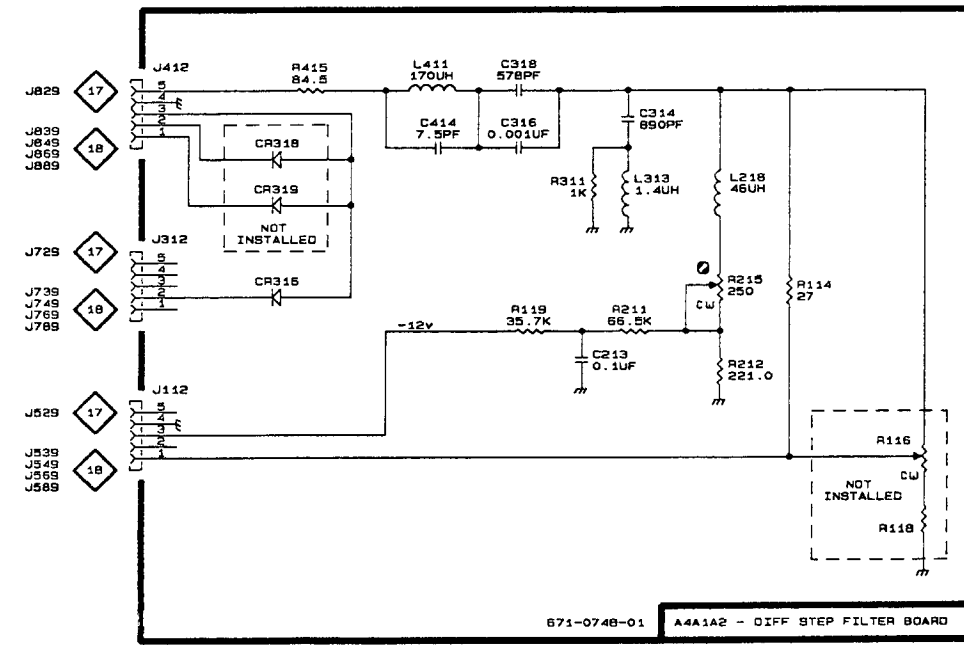 J412
R415
84.5
L411
170UH
C318
578PF
J829
17
5
4
3
2
1
C414
7.5PF
C316
0.001UF
C314
890PF
J839
J849
J869
J889
18
CR318
CR319
NOT
INSTALLED
R311
1K
L313
1.4UH
L218
46UH
J312
J729
17
5
4
3
2
1
J739
J749
J769
J789
18
CR315
R215
250
CW
R114
27
-12V
R119
35.7K
R211
66.5K
C213
0.1UF
R212
221.0
J112
J529
17
5
4
3
2
1
J539
J549
J569
J589
18
R116
CW
NOT
INSTALLED
R118
671-0748-01
A4A1A2 - DIFF STEP FILTER BOARD